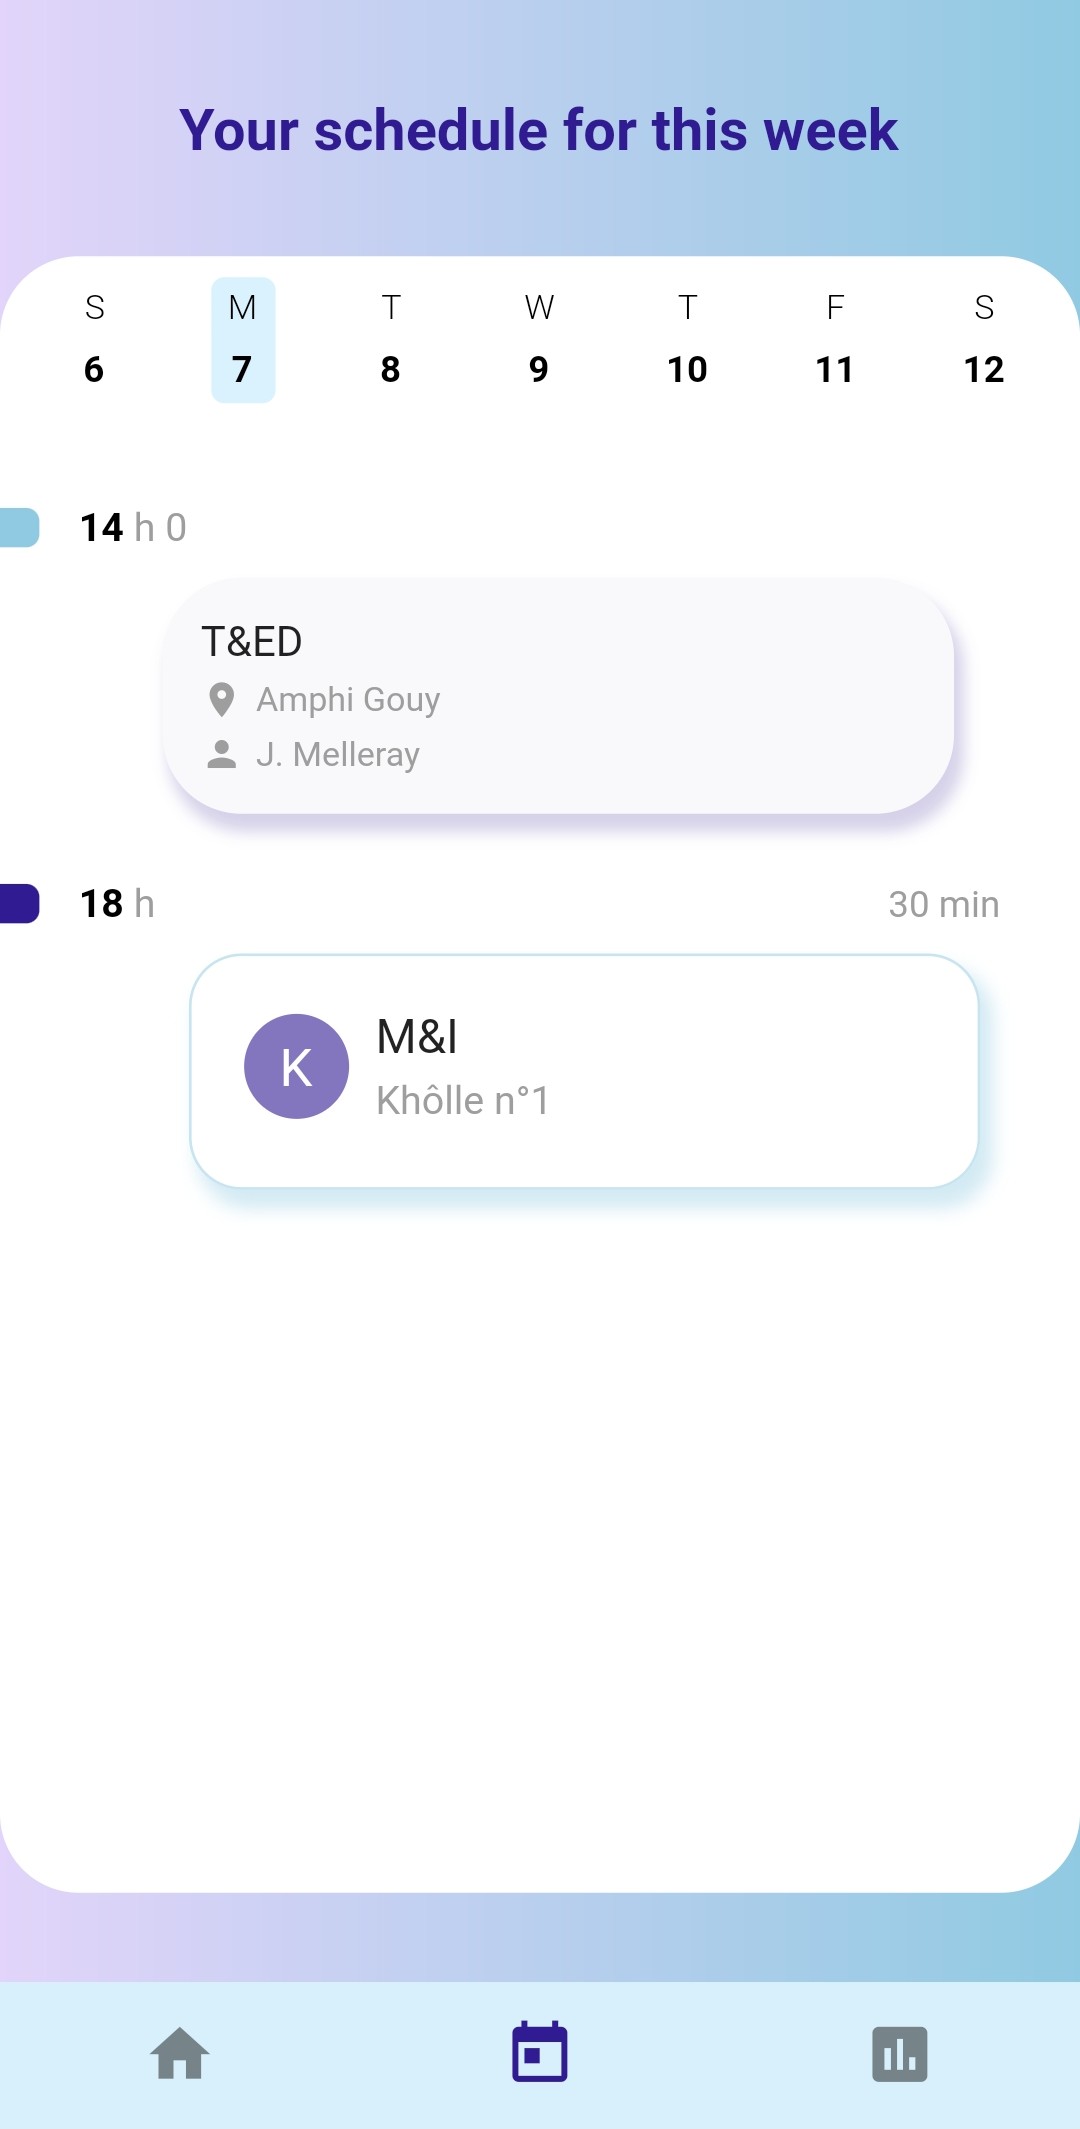 Your schedule for this week
S M T W T F S
6 7 8 9 10 11 12
14 h 0
T&ED
Amphi Gouy
J. Melleray
18 h 30 min
K
M&I
Khôlle n°1